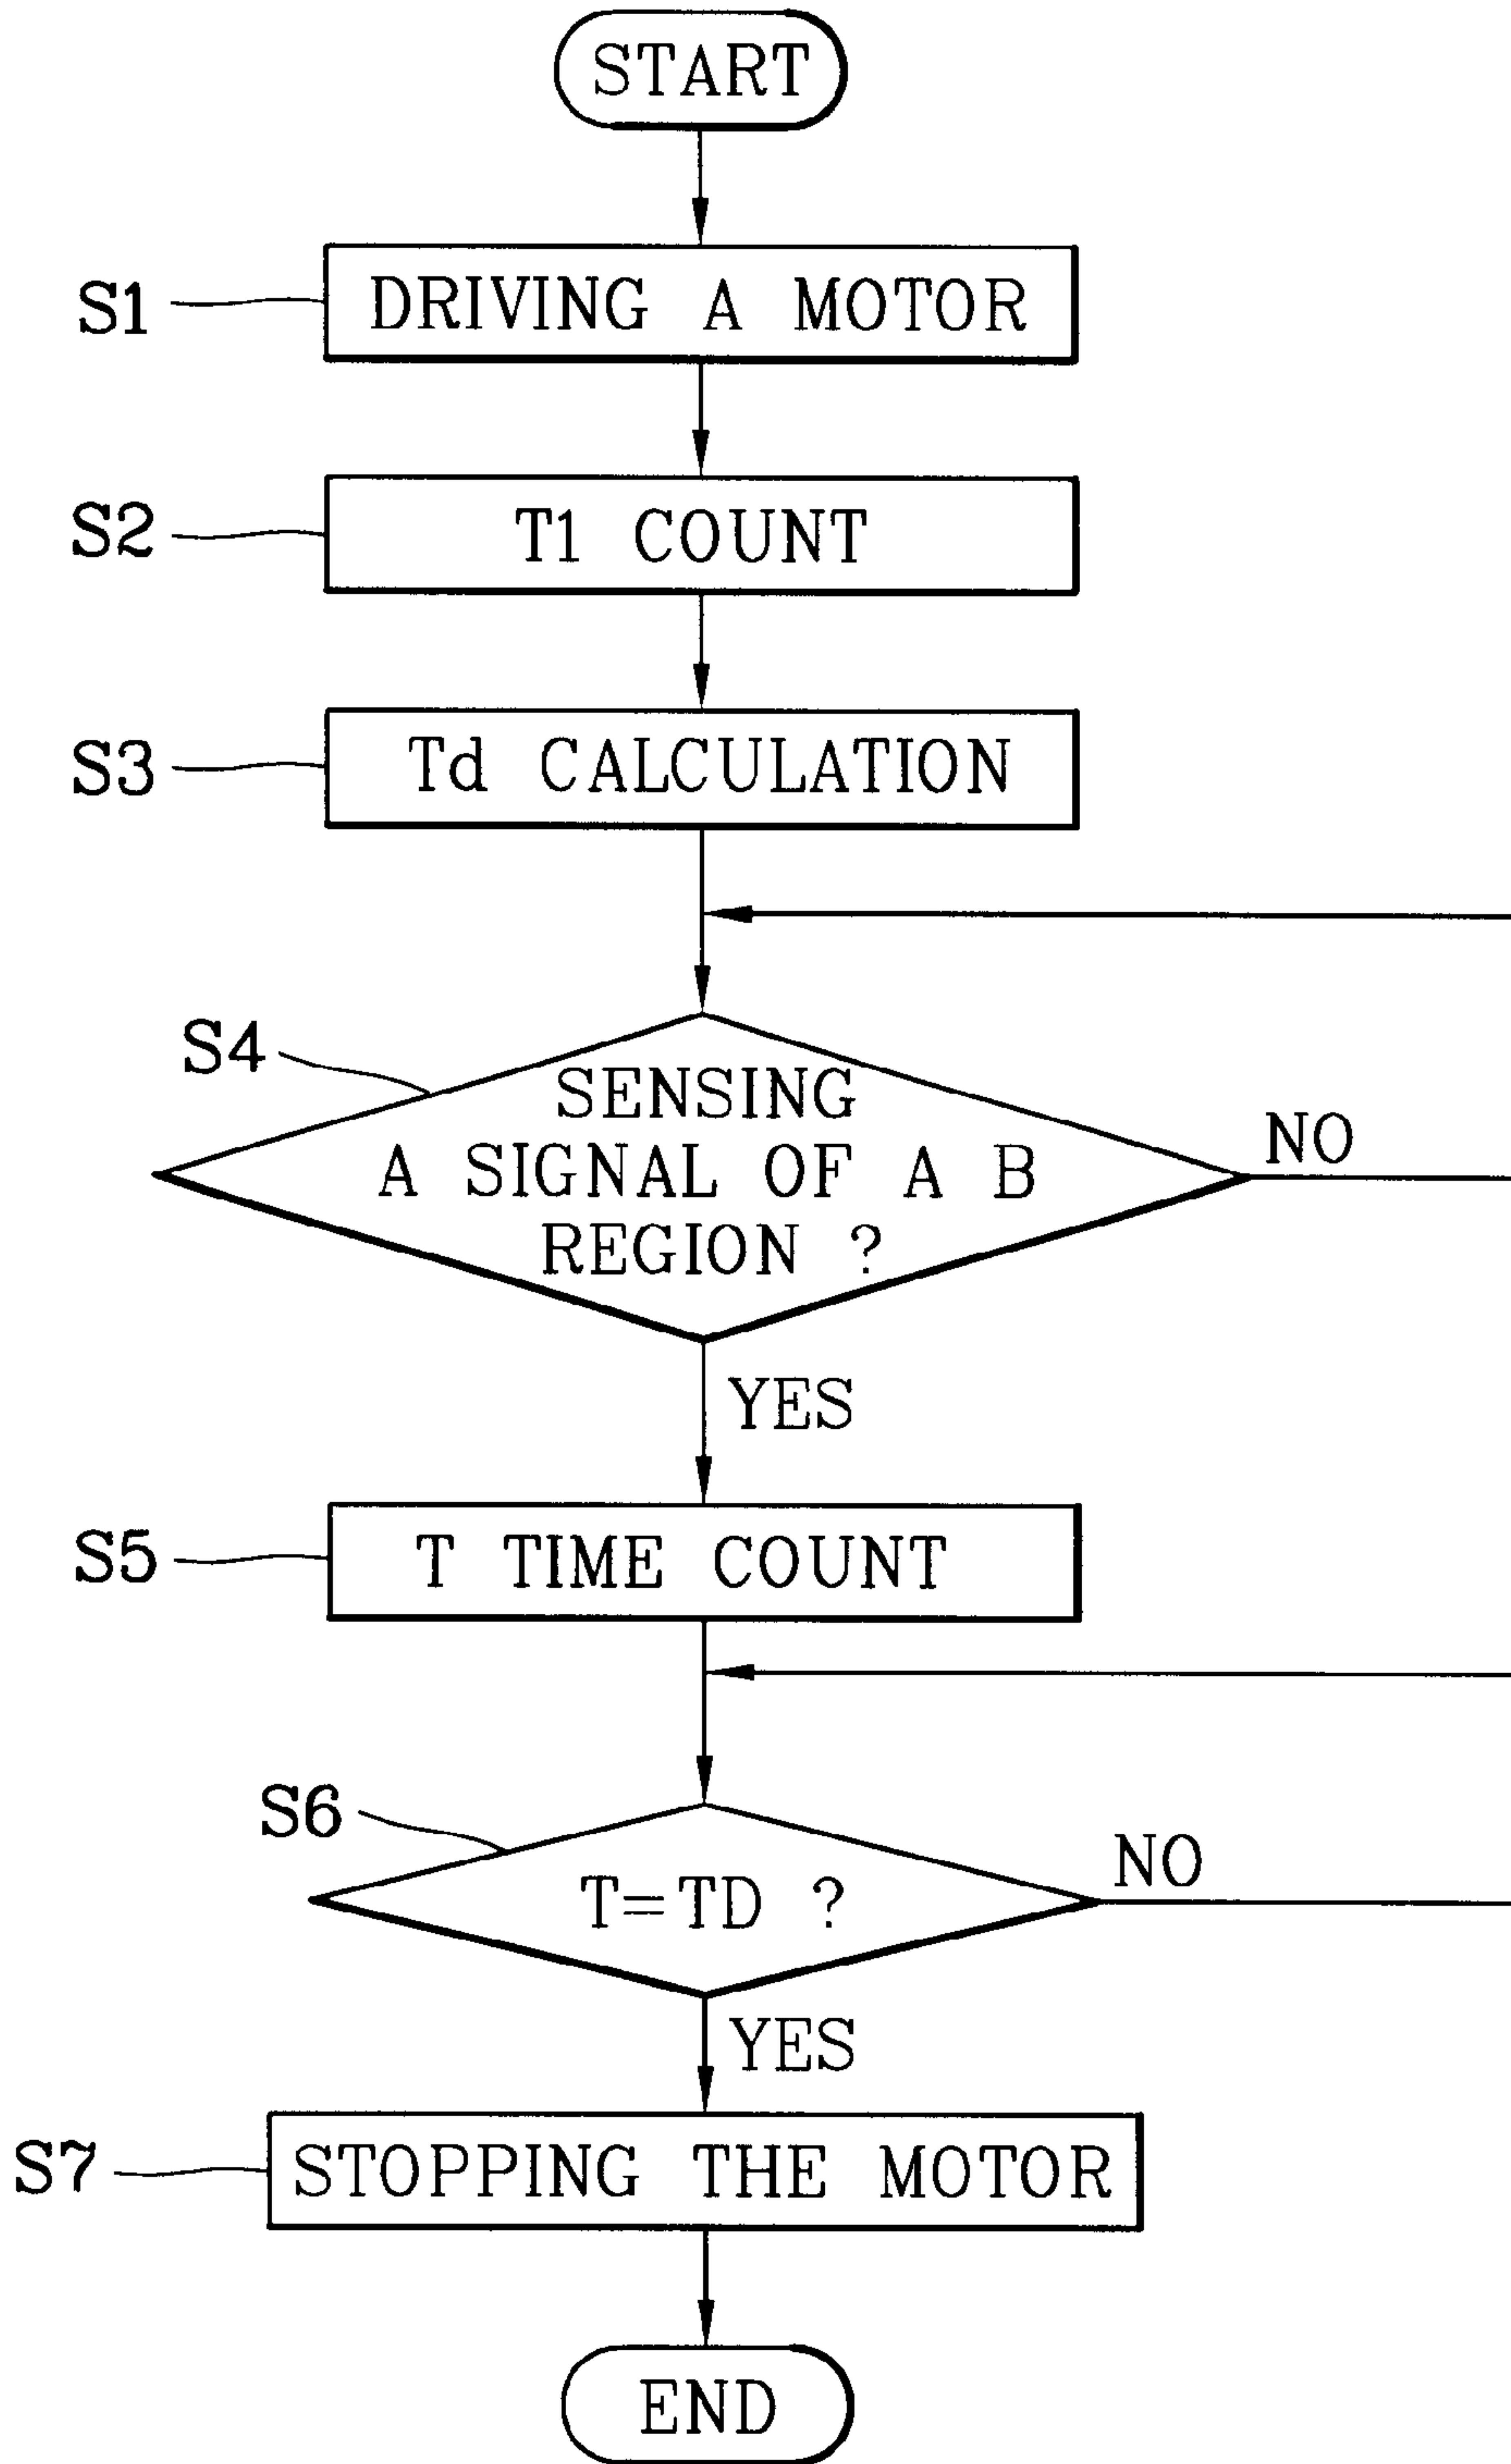 START
S1 DRIVING A MOTOR
S2 T1 COUNT
S3 Td CALCULATION
S4
SENSING
A SIGNAL OF A B
REGION ?
NO
YES
S5 T TIME COUNT
S6
T=TD ?
NO
YES
S7 STOPPING THE MOTOR
END